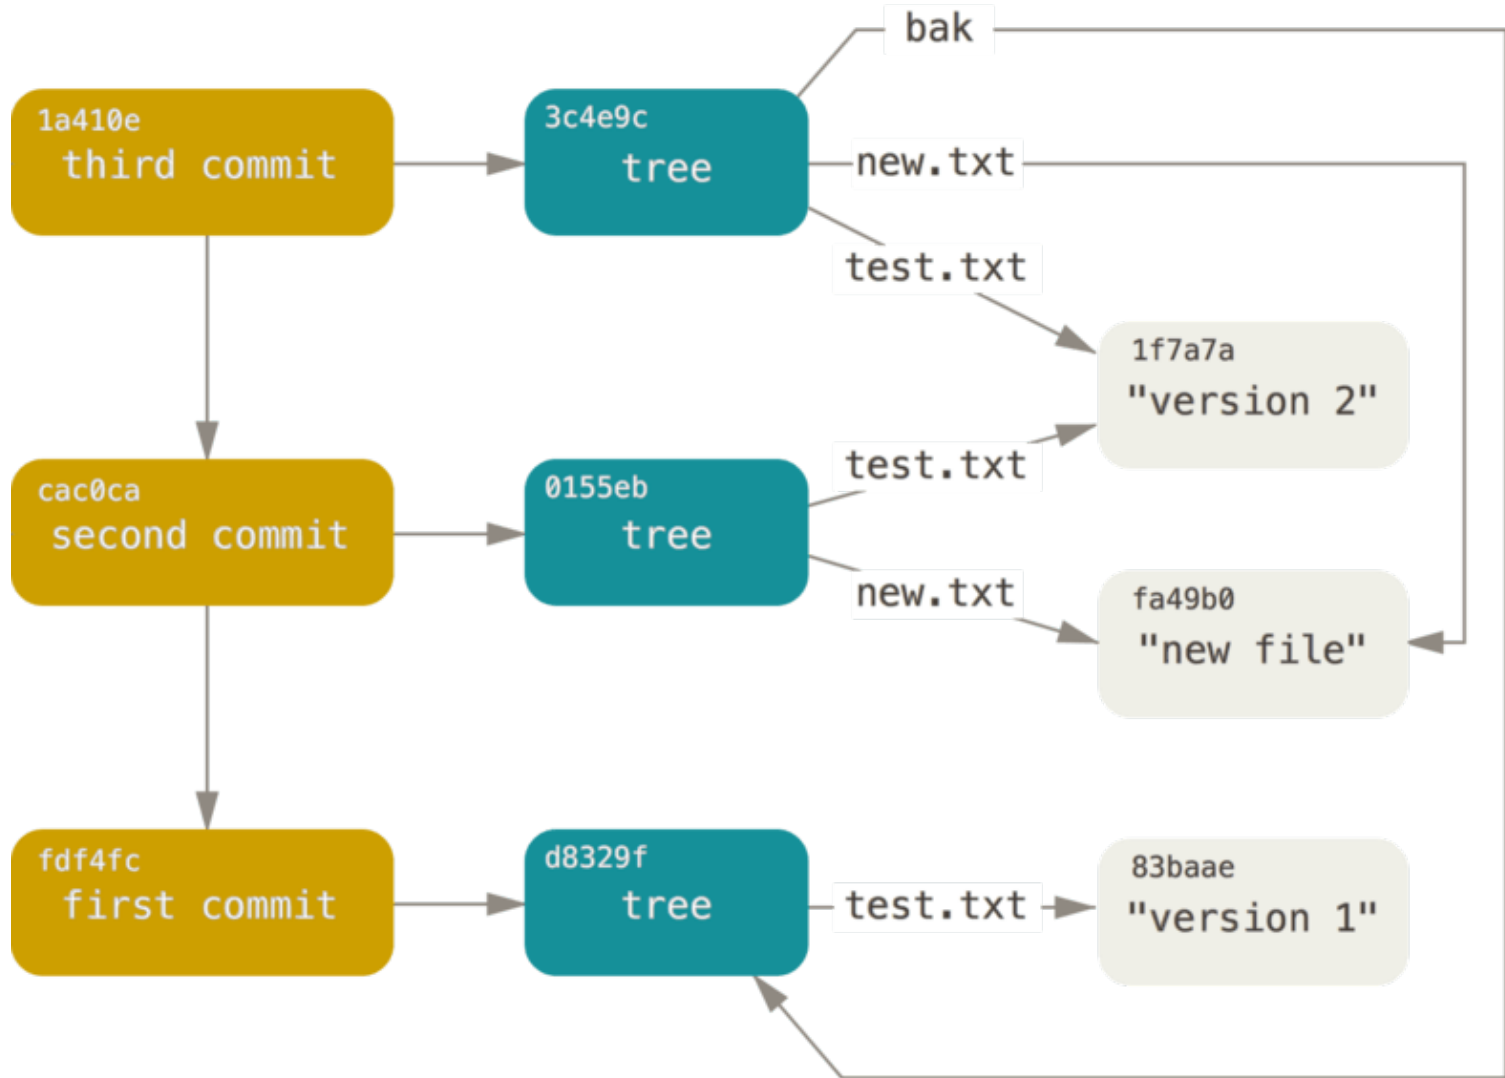 bak
1a410e
third commit
3c4e9c
tree
new.txt
test.txt
1f7a7a
"version 2"
cac0ca
second commit
0155eb
tree
test.txt
new.txt
fa49b0
"new file"
fdf4fc
first commit
d8329f
tree
test.txt
83baae
"version 1"